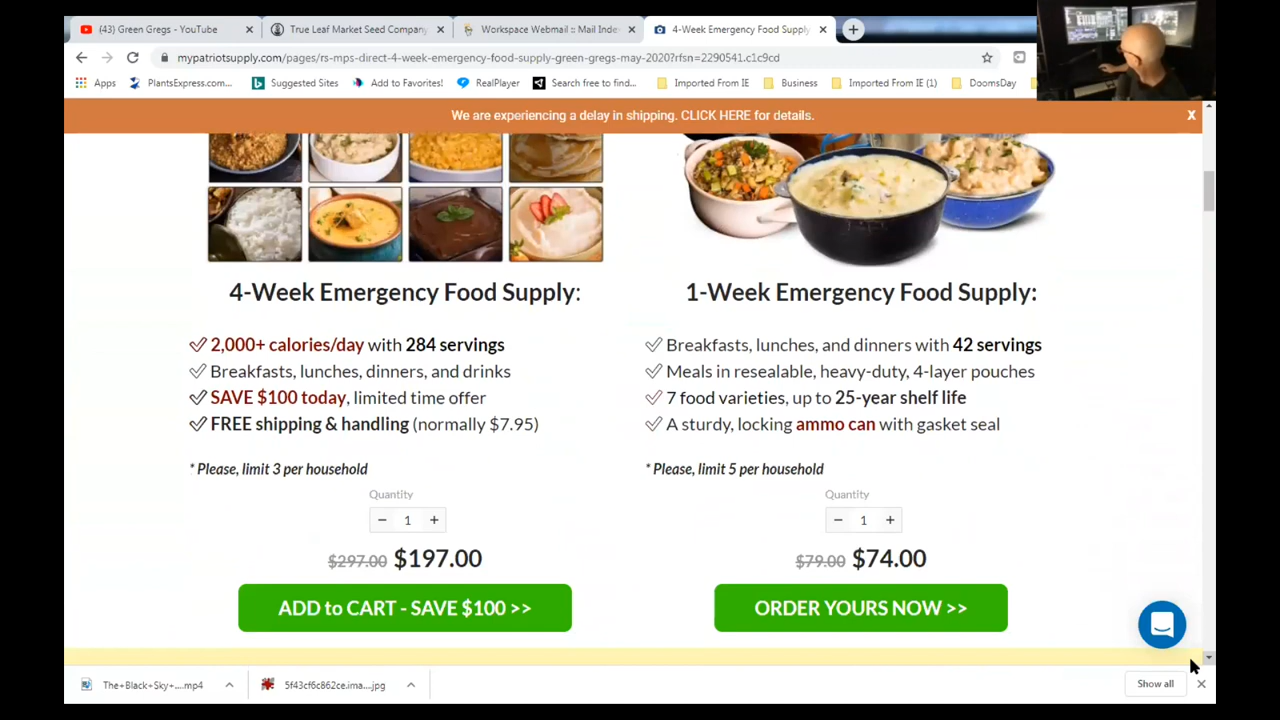 (43) Green Gregs - YouTube
True Leaf Market Seed Company
Workspace Webmail :: Mail Inde
4-Week Emergency Food Supply
mypatriotsupply.com/pages/rs-mps-direct-4-week-emergency-food-supply-green-gregs-may-2020?rfsn=2290541.c1c9cd
Apps
PlantsExpress.com...
Suggested Sites
Add to Favorites!
RealPlayer
Search free to find...
Imported From IE
Business
Imported From IE (1)
DoomsDay
We are experiencing a delay in shipping. CLICK HERE for details.
X
4-Week Emergency Food Supply:
2,000+ calories/day with 284 servings
Breakfasts, lunches, dinners, and drinks
SAVE $100 today, limited time offer
FREE shipping & handling (normally $7.95)
* Please, limit 3 per household
Quantity
− 1 +
$297.00 $197.00
ADD to CART - SAVE $100 >>
1-Week Emergency Food Supply:
Breakfasts, lunches, and dinners with 42 servings
Meals in resealable, heavy-duty, 4-layer pouches
7 food varieties, up to 25-year shelf life
A sturdy, locking ammo can with gasket seal
* Please, limit 5 per household
Quantity
− 1 +
$79.00 $74.00
ORDER YOURS NOW >>
The+Black+Sky+....mp4
5f43cf6c862ce.ima...jpg
Show all